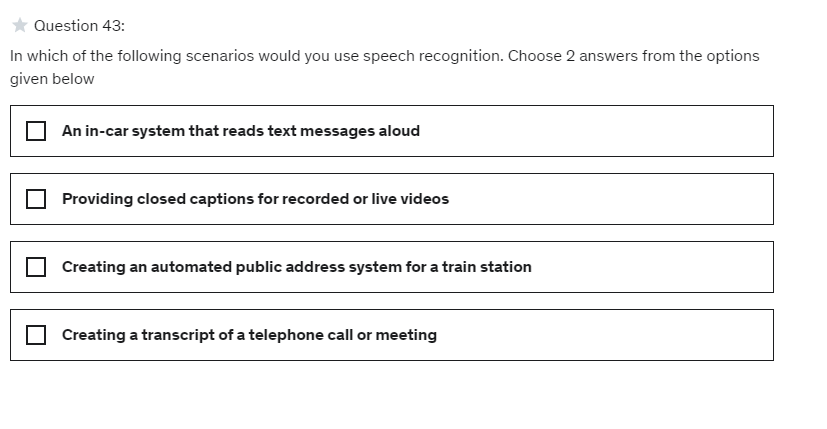 Question 43:
In which of the following scenarios would you use speech recognition. Choose 2 answers from the options
given below
An in-car system that reads text messages aloud
Providing closed captions for recorded or live videos
Creating an automated public address system for a train station
Creating a transcript of a telephone call or meeting